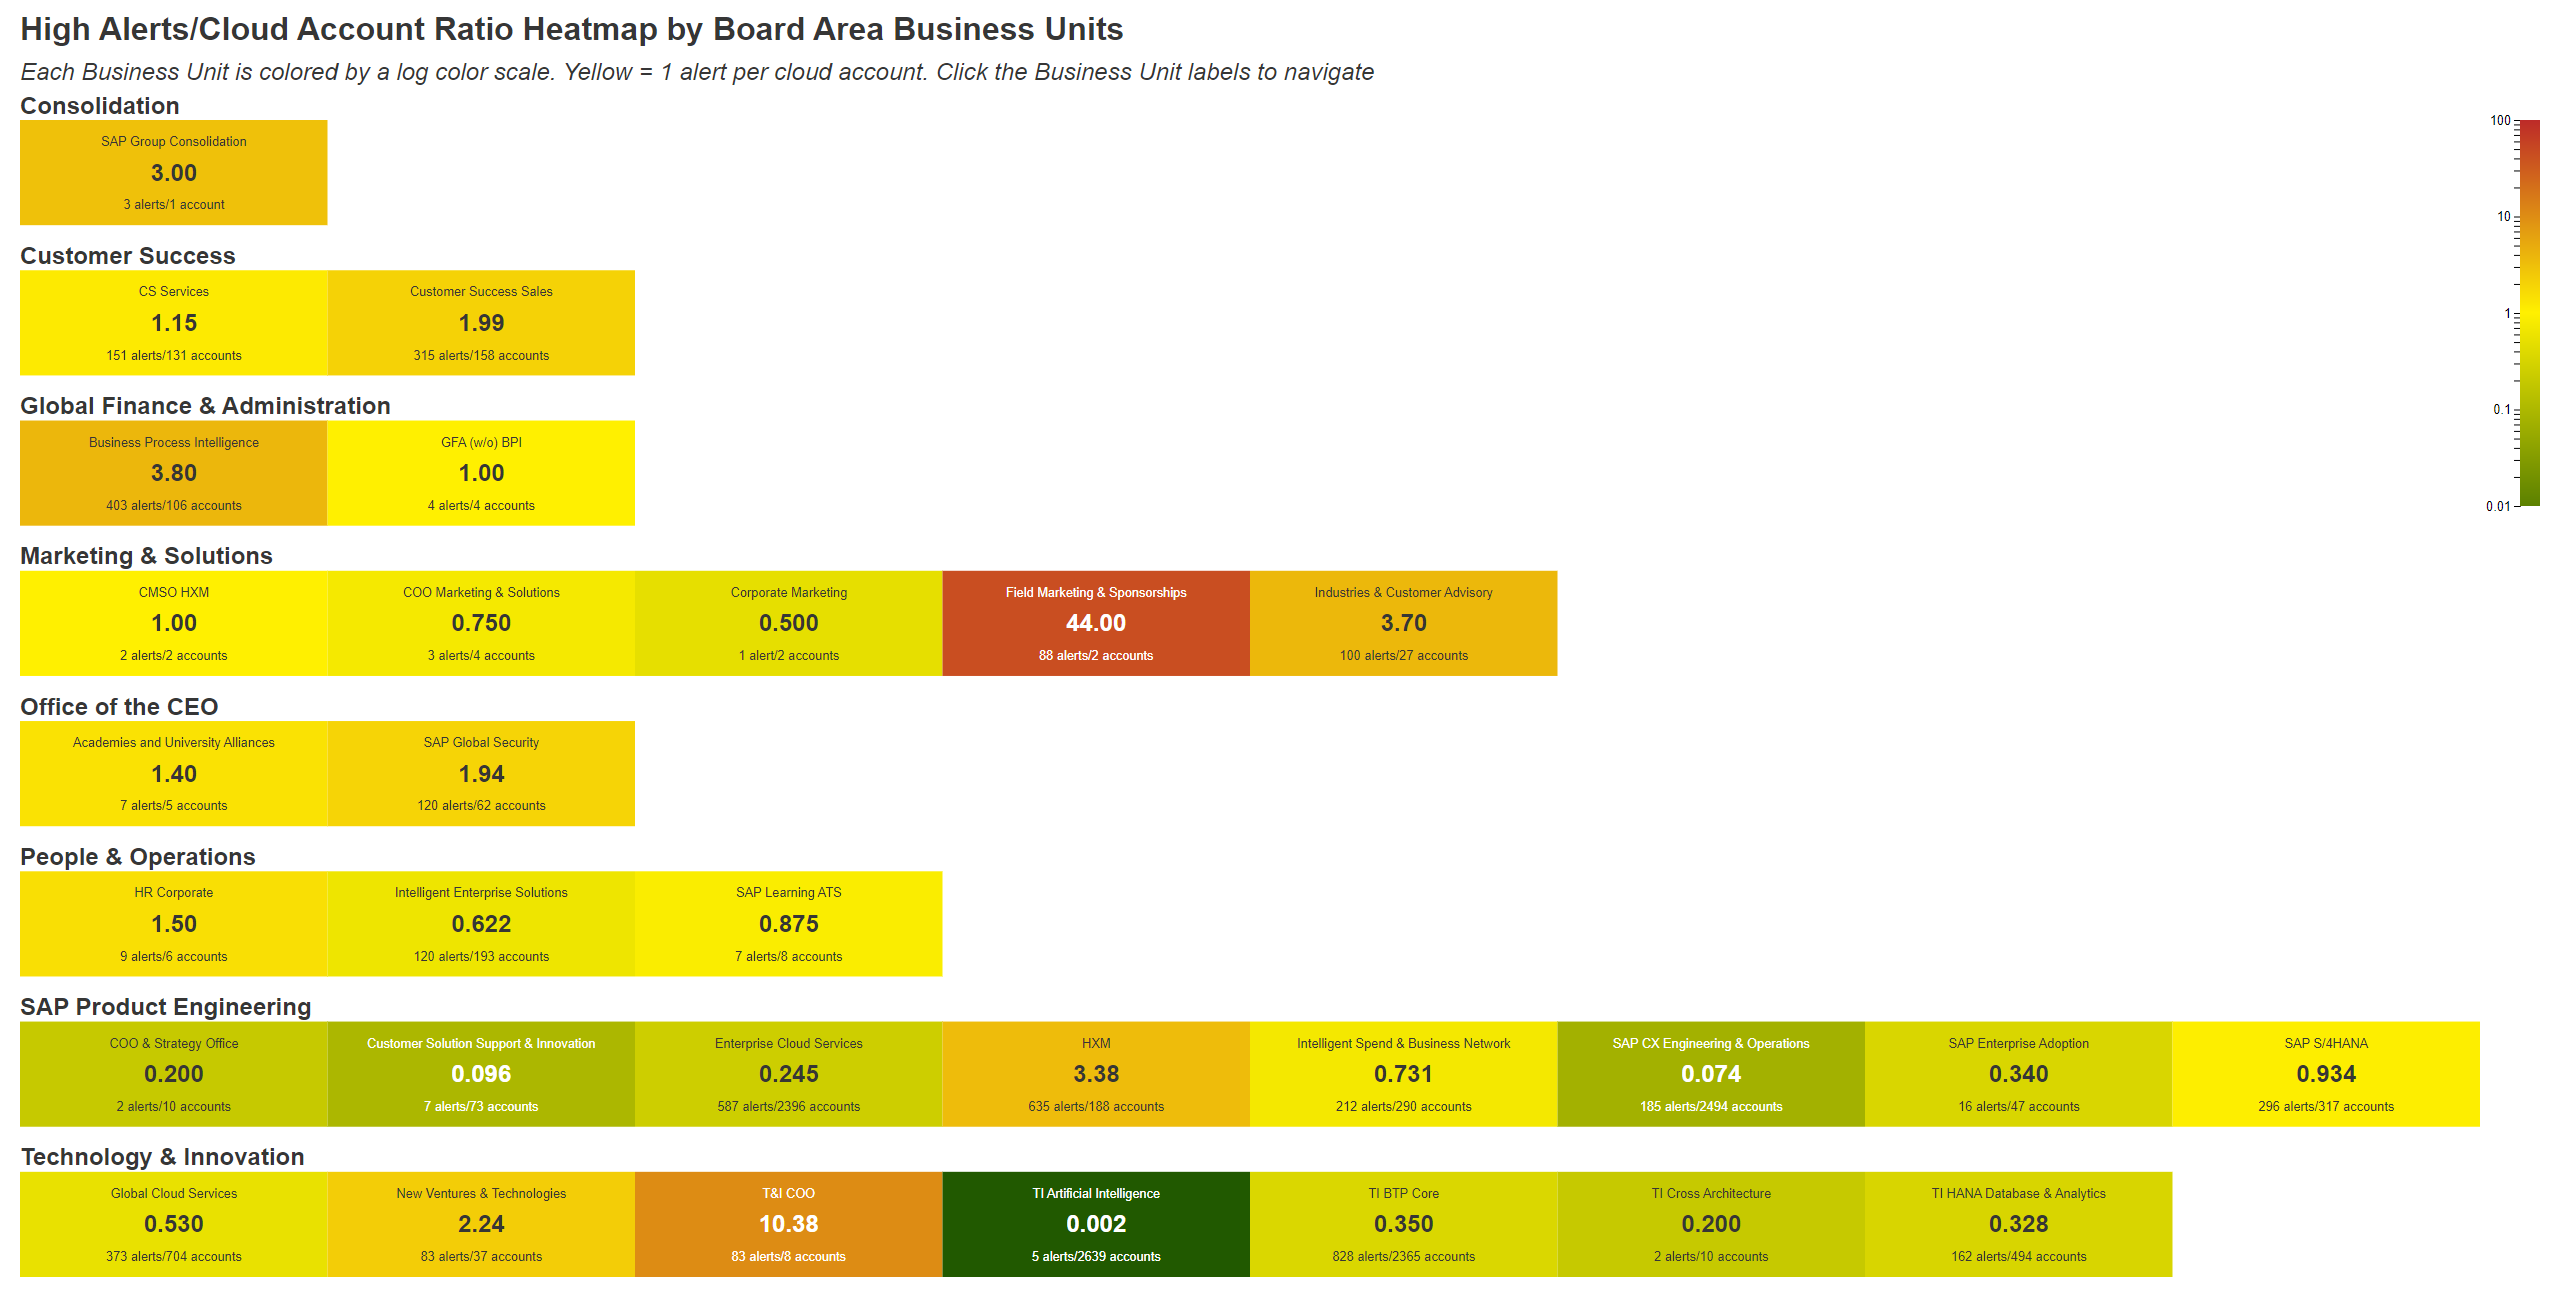 High Alerts/Cloud Account Ratio Heatmap by Board Area Business Units
Each Business Unit is colored by a log color scale. Yellow = 1 alert per cloud account. Click the Business Unit labels to navigate
Consolidation
SAP Group Consolidation
3.00
3 alerts/1 account
100
10
1
0.1
0.01
Customer Success
CS Services
1.15
151 alerts/131 accounts
Customer Success Sales
1.99
315 alerts/158 accounts
Global Finance & Administration
Business Process Intelligence
3.80
403 alerts/106 accounts
GFA (w/o) BPI
1.00
4 alerts/4 accounts
Marketing & Solutions
CMSO HXM
1.00
2 alerts/2 accounts
COO Marketing & Solutions
0.750
3 alerts/4 accounts
Corporate Marketing
0.500
1 alert/2 accounts
Field Marketing & Sponsorships
44.00
88 alerts/2 accounts
Industries & Customer Advisory
3.70
100 alerts/27 accounts
Office of the CEO
Academies and University Alliances
1.40
7 alerts/5 accounts
SAP Global Security
1.94
120 alerts/62 accounts
People & Operations
HR Corporate
1.50
9 alerts/6 accounts
Intelligent Enterprise Solutions
0.622
120 alerts/193 accounts
SAP Learning ATS
0.875
7 alerts/8 accounts
SAP Product Engineering
COO & Strategy Office
0.200
2 alerts/10 accounts
Customer Solution Support & Innovation
0.096
7 alerts/73 accounts
Enterprise Cloud Services
0.245
587 alerts/2396 accounts
HXM
3.38
635 alerts/188 accounts
Intelligent Spend & Business Network
0.731
212 alerts/290 accounts
SAP CX Engineering & Operations
0.074
185 alerts/2494 accounts
SAP Enterprise Adoption
0.340
16 alerts/47 accounts
SAP S/4HANA
0.934
296 alerts/317 accounts
Technology & Innovation
Global Cloud Services
0.530
373 alerts/704 accounts
New Ventures & Technologies
2.24
83 alerts/37 accounts
T&I COO
10.38
83 alerts/8 accounts
TI Artificial Intelligence
0.002
5 alerts/2639 accounts
TI BTP Core
0.350
828 alerts/2365 accounts
TI Cross Architecture
0.200
2 alerts/10 accounts
TI HANA Database & Analytics
0.328
162 alerts/494 accounts